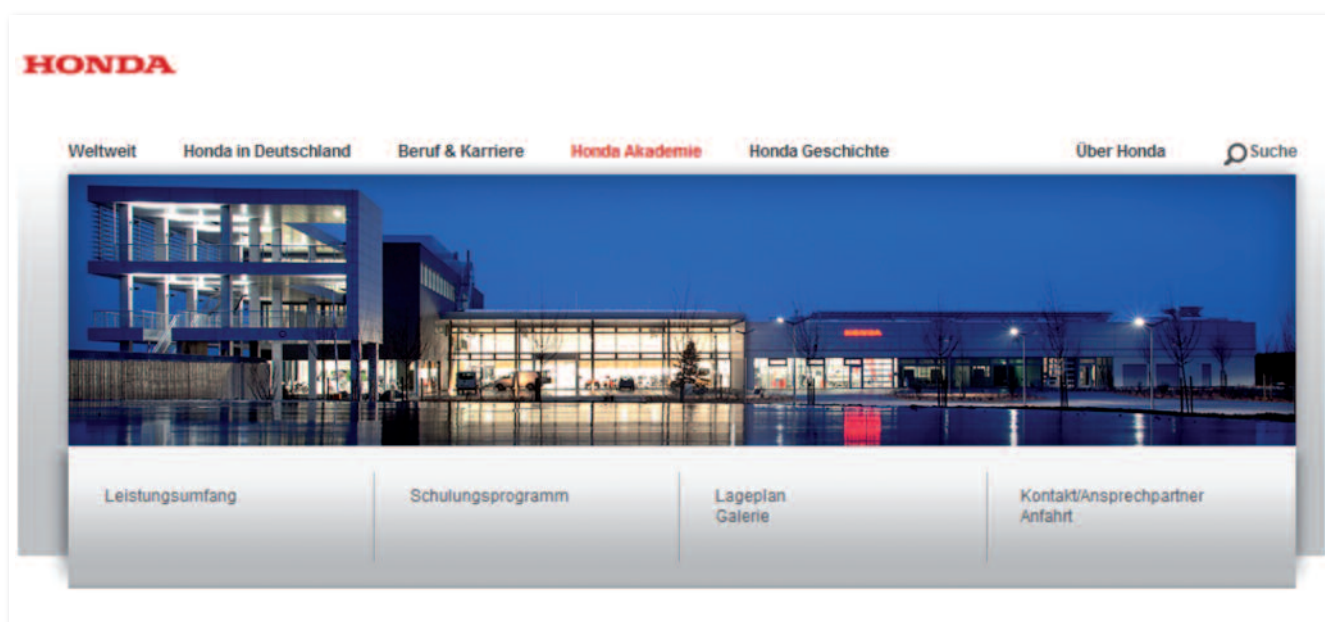 HONDA
Weltweit Honda in Deutschland Beruf & Karriere Honda Akademie Honda Geschichte Über Honda Suche
HONDA
Leistungsumfang Schulungsprogramm Lageplan Kontakt/Ansprechpartner
Galerie Anfahrt